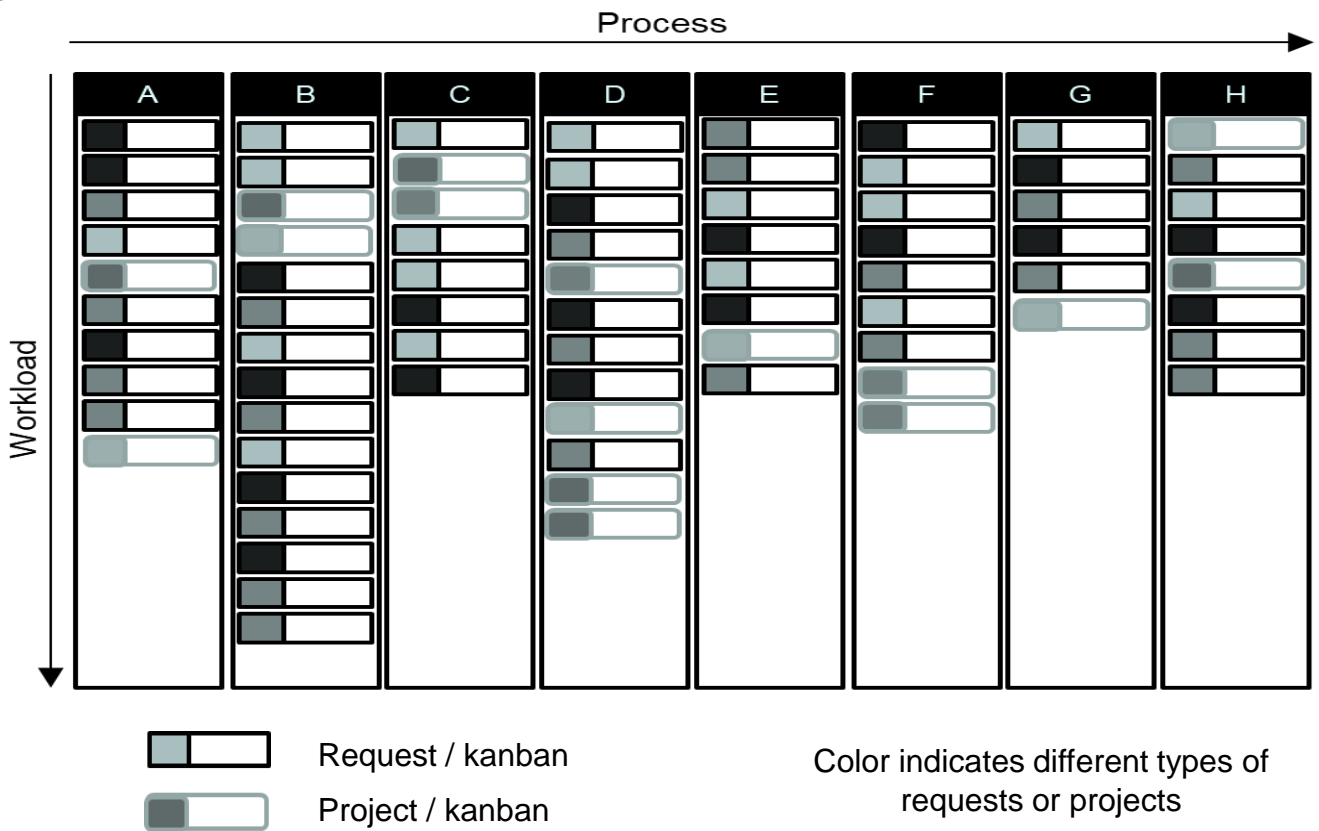 Process
A
B
C
D
E
F
G
H
Workload
Request / kanban
Project / kanban
Color indicates different types of
requests or projects